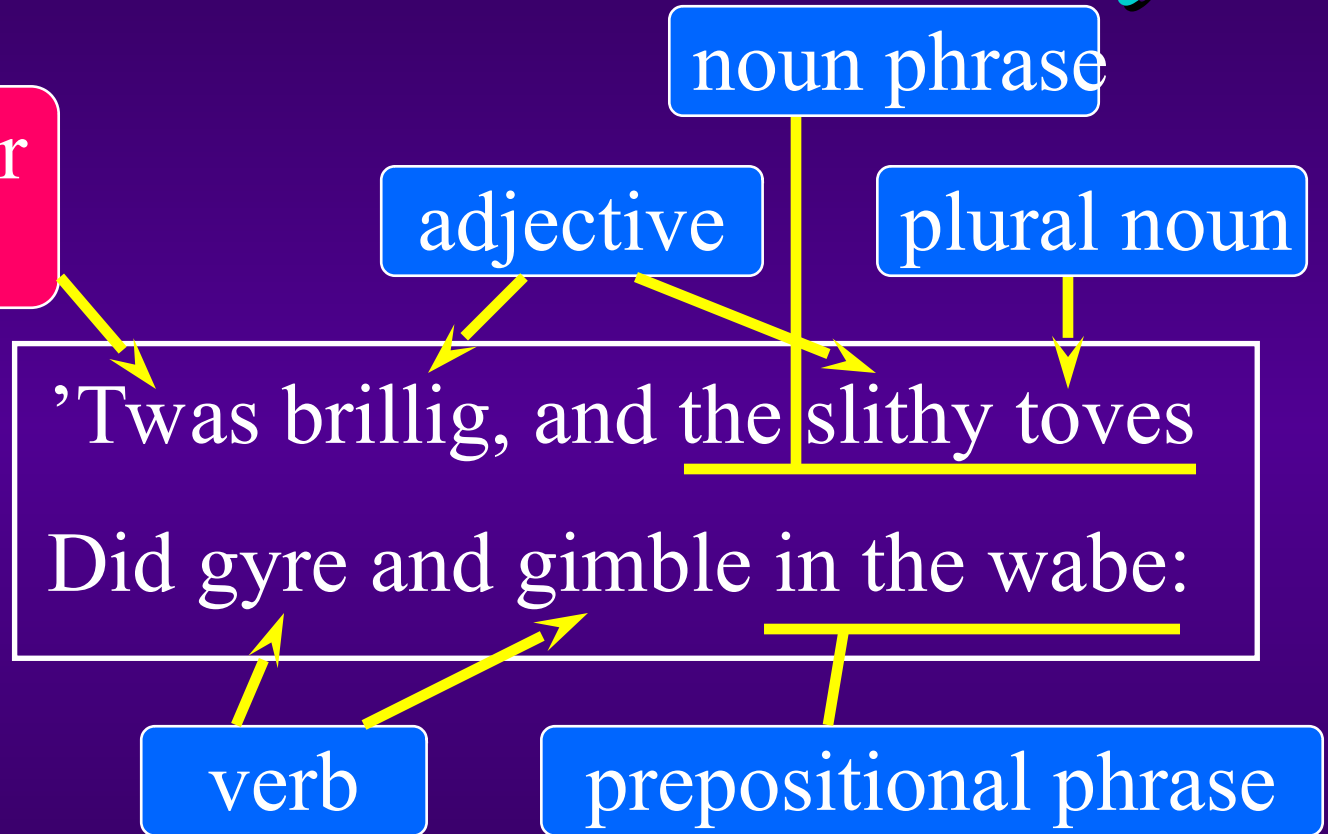 noun phrase
r
adjective
plural noun
’Twas brillig, and the slithy toves
Did gyre and gimble in the wabe:
verb
prepositional phrase